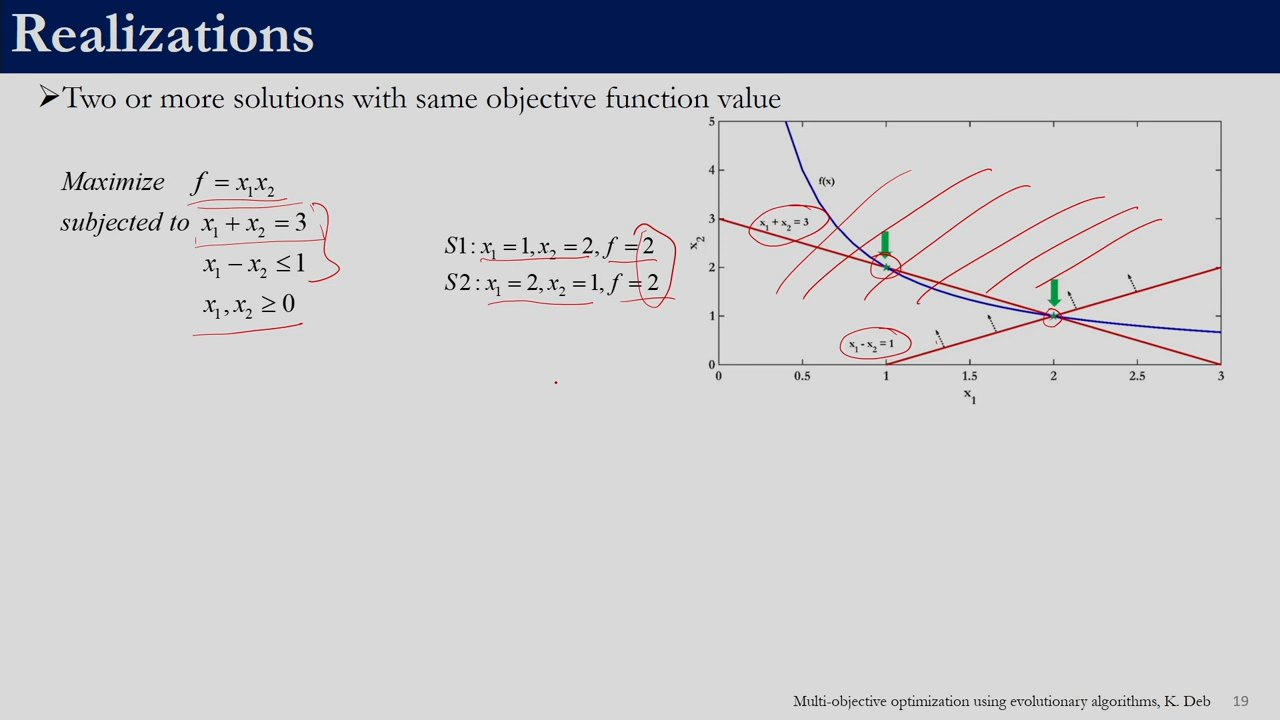 Realizations
➢Two or more solutions with same objective function value
Maximize f = x₁x₂
subjected to x₁ + x₂ = 3
x₁ − x₂ ≤ 1
x₁, x₂ ≥ 0
S1: x₁ = 1, x₂ = 2, f = 2
S2: x₁ = 2, x₂ = 1, f = 2
5
4
3
2
1
0
x₂
f(x)
x₁ + x₂ = 3
x₁ - x₂ = 1
0 0.5 1 1.5 2 2.5 3
x₁
Multi-objective optimization using evolutionary algorithms, K. Deb 19